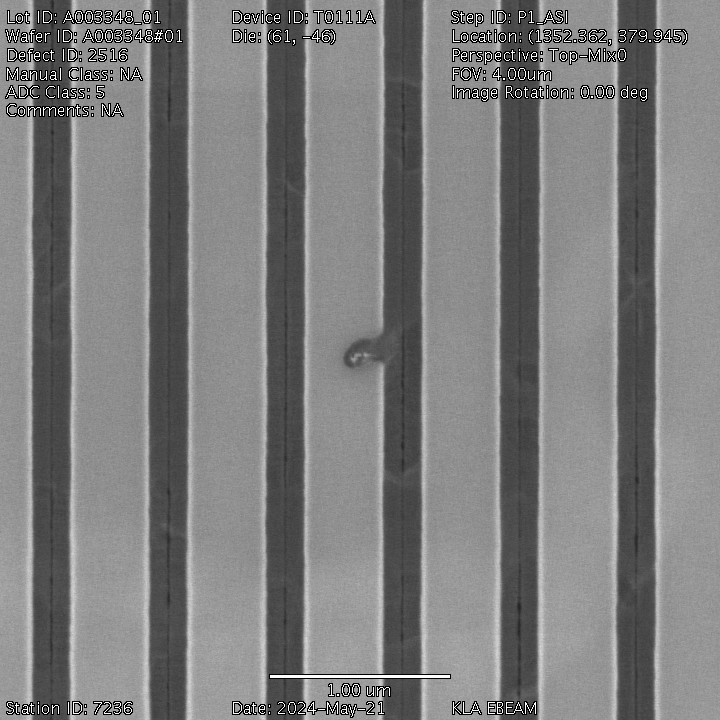 Lot ID: A003348_01
Device ID: T0111A
Step ID: P1_ASI
Wafer ID: A003348#01
Die: (61, -46)
Location: (1352.362, 379.945)
Defect ID: 2516
Perspective: Top-Mix0
Manual Class: NA
FOV: 4.00um
ADC Class: 5
Image Rotation: 0.00 deg
Comments: NA
1.00 um
Station ID: 7236
Date: 2024-May-21
KLA EBEAM